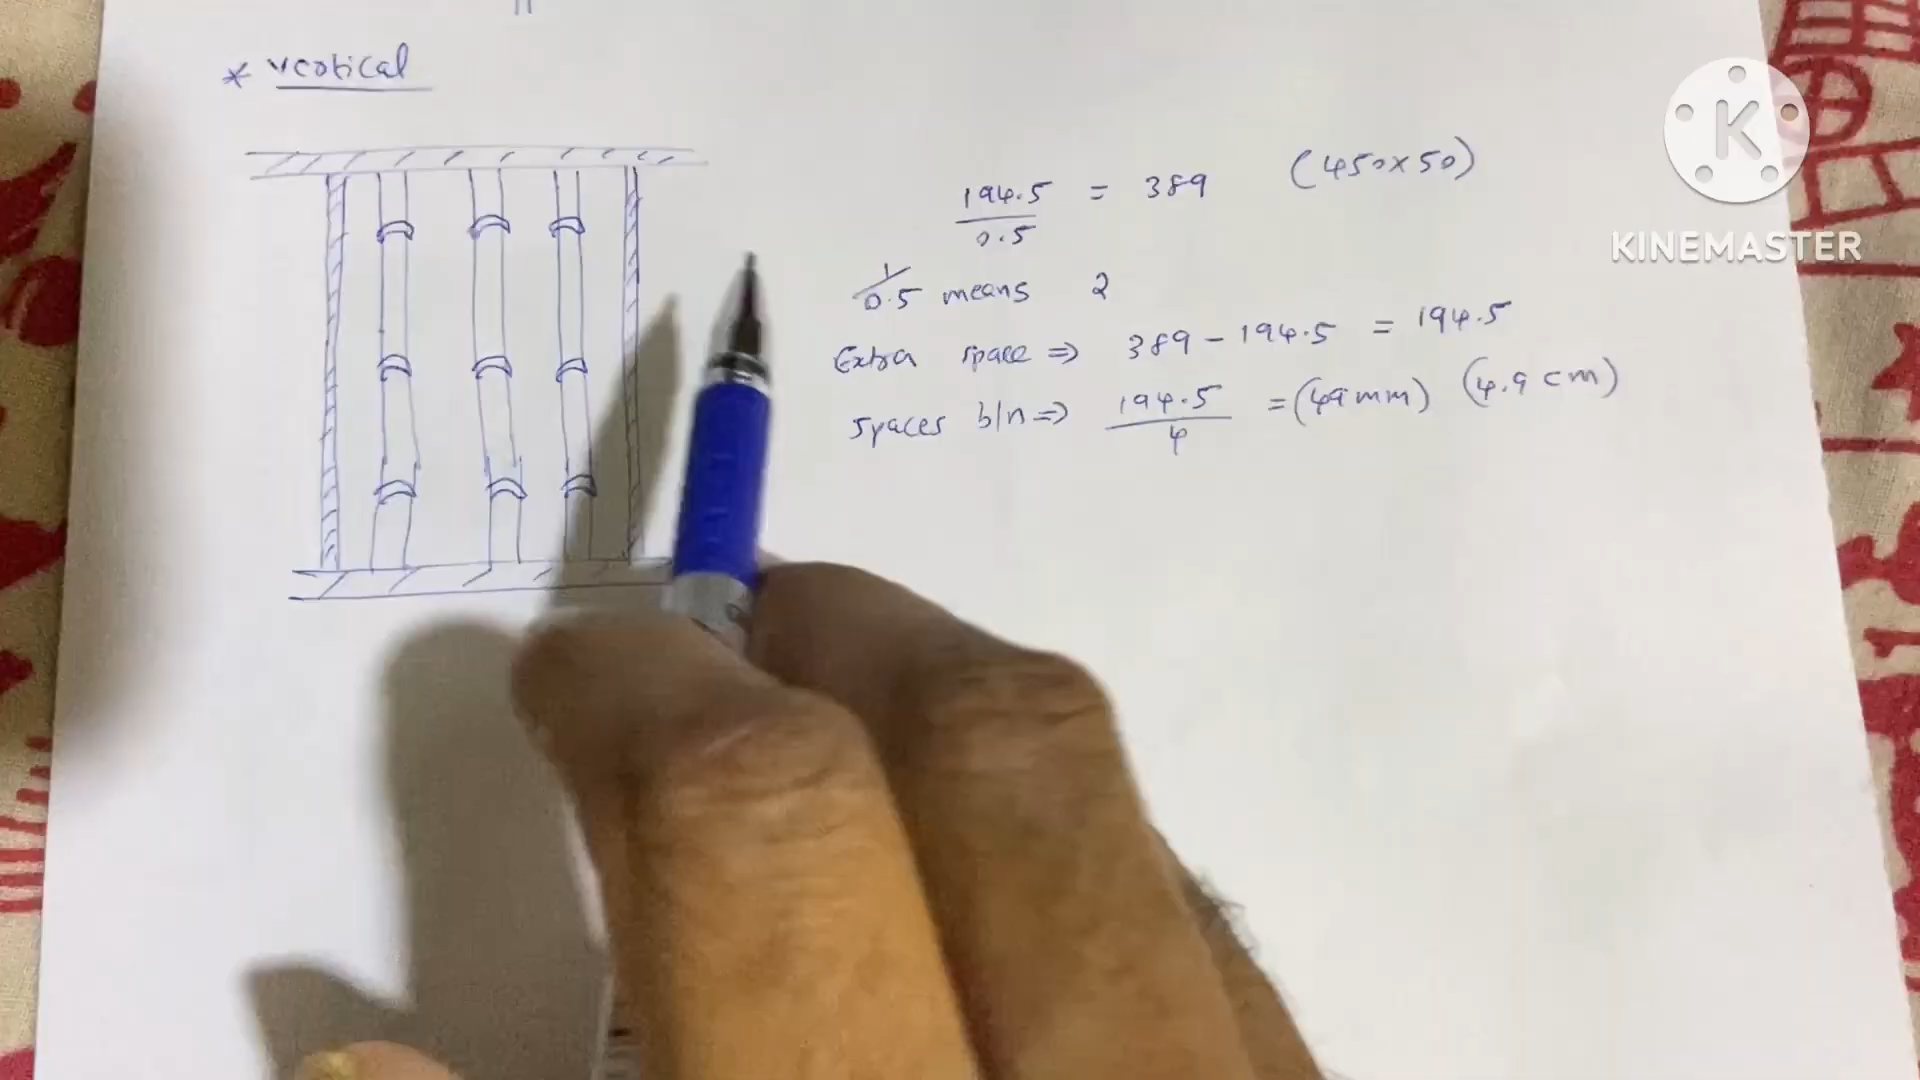 * vertical
194.5 / 0.5 = 389 (450x50)
1/0.5 means 2
Extra space => 389 - 194.5 = 194.5
spaces b/n => 194.5 / 4 = (49mm) (4.9 cm)
K
KINEMASTER